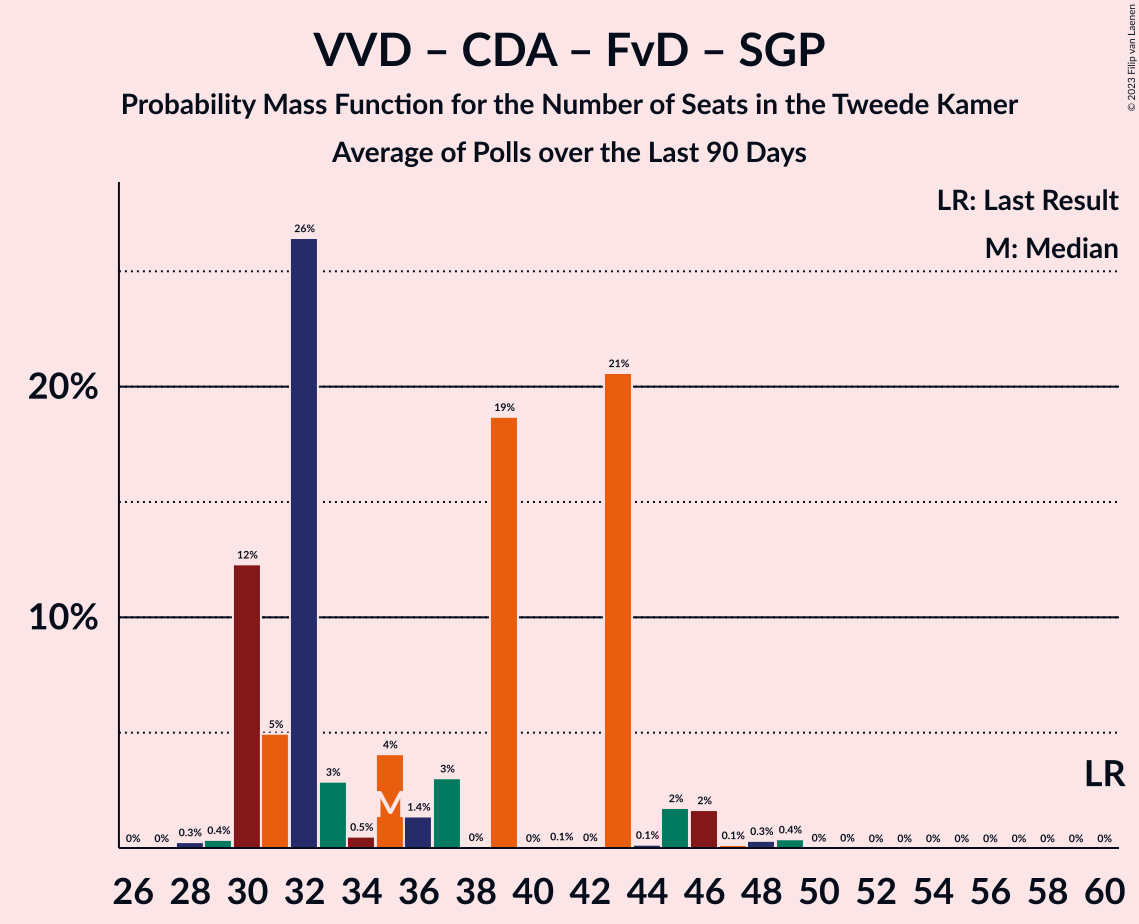 VVD – CDA – FvD – SGP
Probability Mass Function for the Number of Seats in the Tweede Kamer
Average of Polls over the Last 90 Days
© 2023 Filip van Laenen
LR: Last Result
M: Median
20%
10%
0% 0% 0.3% 0.4% 12% 5% 26% 3% 0.5% 4% 1.4% 3% 0% 19% 0% 0.1% 0% 21% 0.1% 2% 2% 0.1% 0.3% 0.4% 0% 0% 0% 0% 0% 0% 0% 0% 0% 0% 0%
M
LR
26 28 30 32 34 36 38 40 42 44 46 48 50 52 54 56 58 60